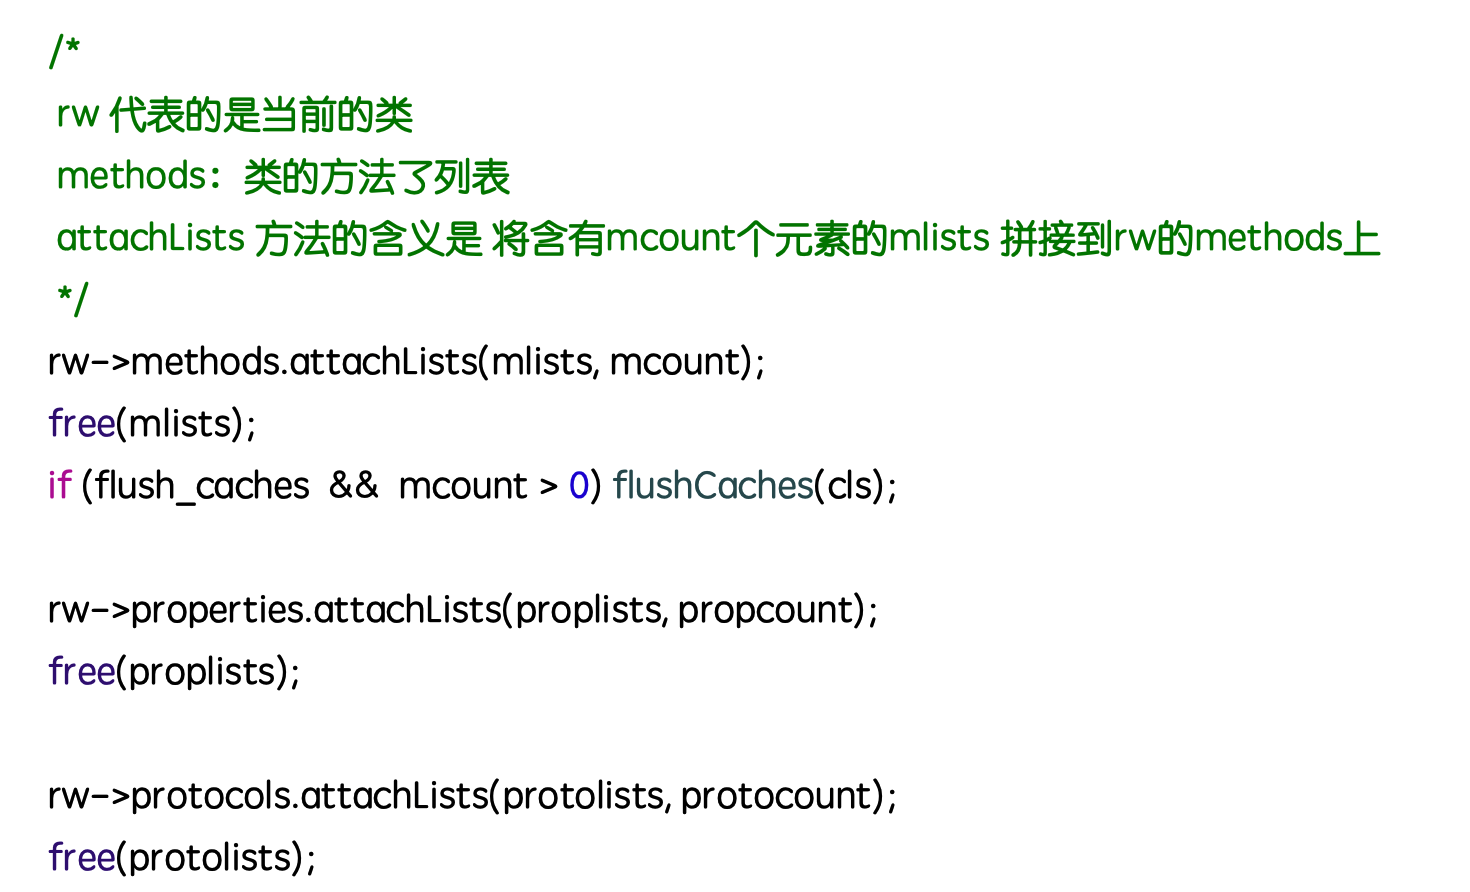 /*
rw 代表的是当前的类
methods：类的方法了列表
attachLists 方法的含义是 将含有mcount个元素的mlists 拼接到rw的methods上
*/
rw->methods.attachLists(mlists, mcount);
free(mlists);
if (flush_caches  &&  mcount > 0) flushCaches(cls);
rw->properties.attachLists(proplists, propcount);
free(proplists);
rw->protocols.attachLists(protolists, protocount);
free(protolists);